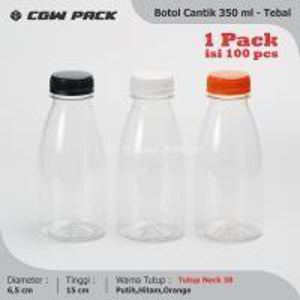 CGW PACK
Botol Cantik 350 ml - Tebal
1 Pack
isi 100 pcs
Diameter :
6,5 cm
Tinggi :
15 cm
Warna Tutup : Tutup Neck 38
Putih,Hitam,Orange